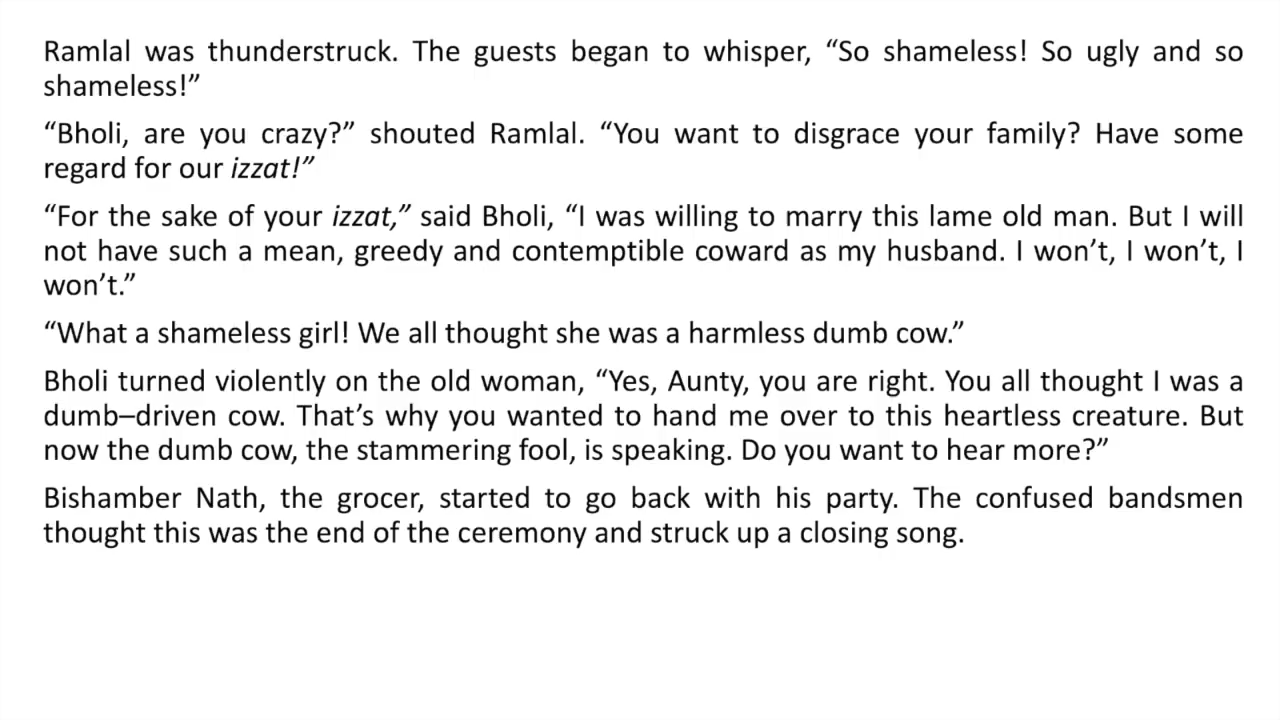 Ramlal was thunderstruck. The guests began to whisper, “So shameless! So ugly and so
shameless!”
“Bholi, are you crazy?” shouted Ramlal. “You want to disgrace your family? Have some
regard for our izzat!”
“For the sake of your izzat,” said Bholi, “I was willing to marry this lame old man. But I will
not have such a mean, greedy and contemptible coward as my husband. I won’t, I won’t, I
won’t.”
“What a shameless girl! We all thought she was a harmless dumb cow.”
Bholi turned violently on the old woman, “Yes, Aunty, you are right. You all thought I was a
dumb–driven cow. That’s why you wanted to hand me over to this heartless creature. But
now the dumb cow, the stammering fool, is speaking. Do you want to hear more?”
Bishamber Nath, the grocer, started to go back with his party. The confused bandsmen
thought this was the end of the ceremony and struck up a closing song.